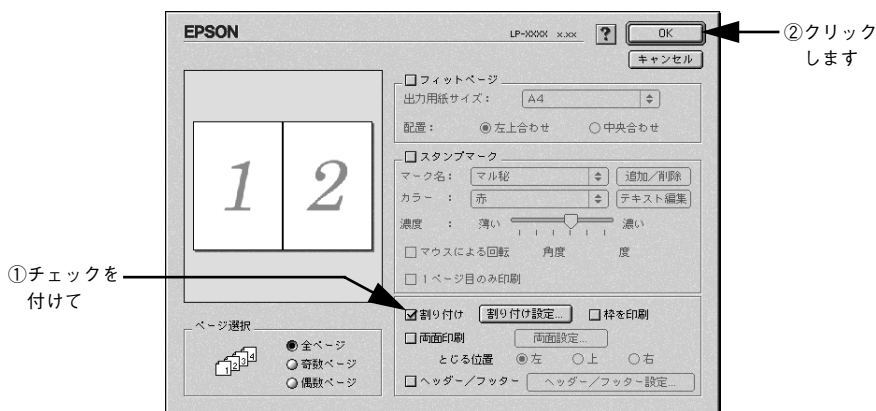 EPSON
LP-XXXX x.xx
?
OK
キャンセル
②クリック
します
1 2
フィットページ
出力用紙サイズ： A4
配置： 左上合わせ 中央合わせ
スタンプマーク
マーク名： マル秘 追加／削除
カラー ： 赤 テキスト編集
濃度 ： 薄い 濃い
マウスによる回転 角度 度
1ページ目のみ印刷
①チェックを
付けて
割り付け 割り付け設定... 枠を印刷
両面印刷 両面設定...
とじる位置 左 上 右
ヘッダー／フッター ヘッダー／フッター設定...
ページ選択
1 2 3 4
全ページ
奇数ページ
偶数ページ